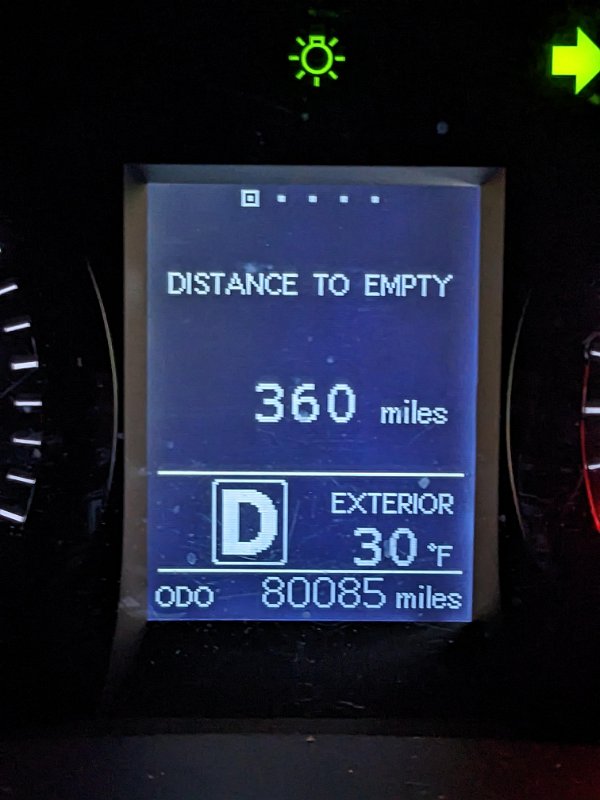 DISTANCE TO EMPTY
360 miles
D
EXTERIOR
30 °F
ODO 80085 miles